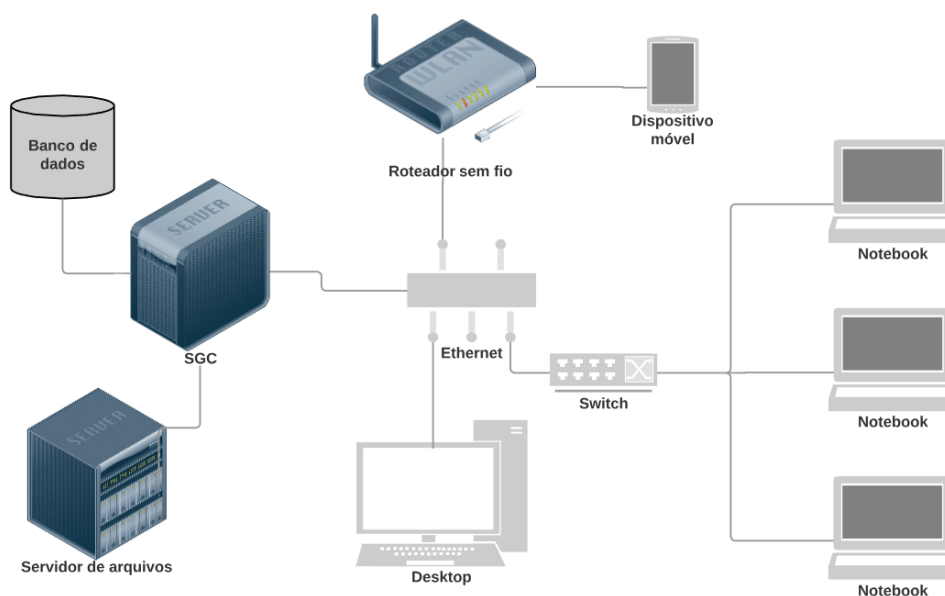 ROUTER
WLAN
Dispositivo
móvel
Banco de
dados
Roteador sem fio
SERVER
Notebook
Ethernet
SGC
Switch
Notebook
SERVER
Servidor de arquivos
Desktop
Notebook